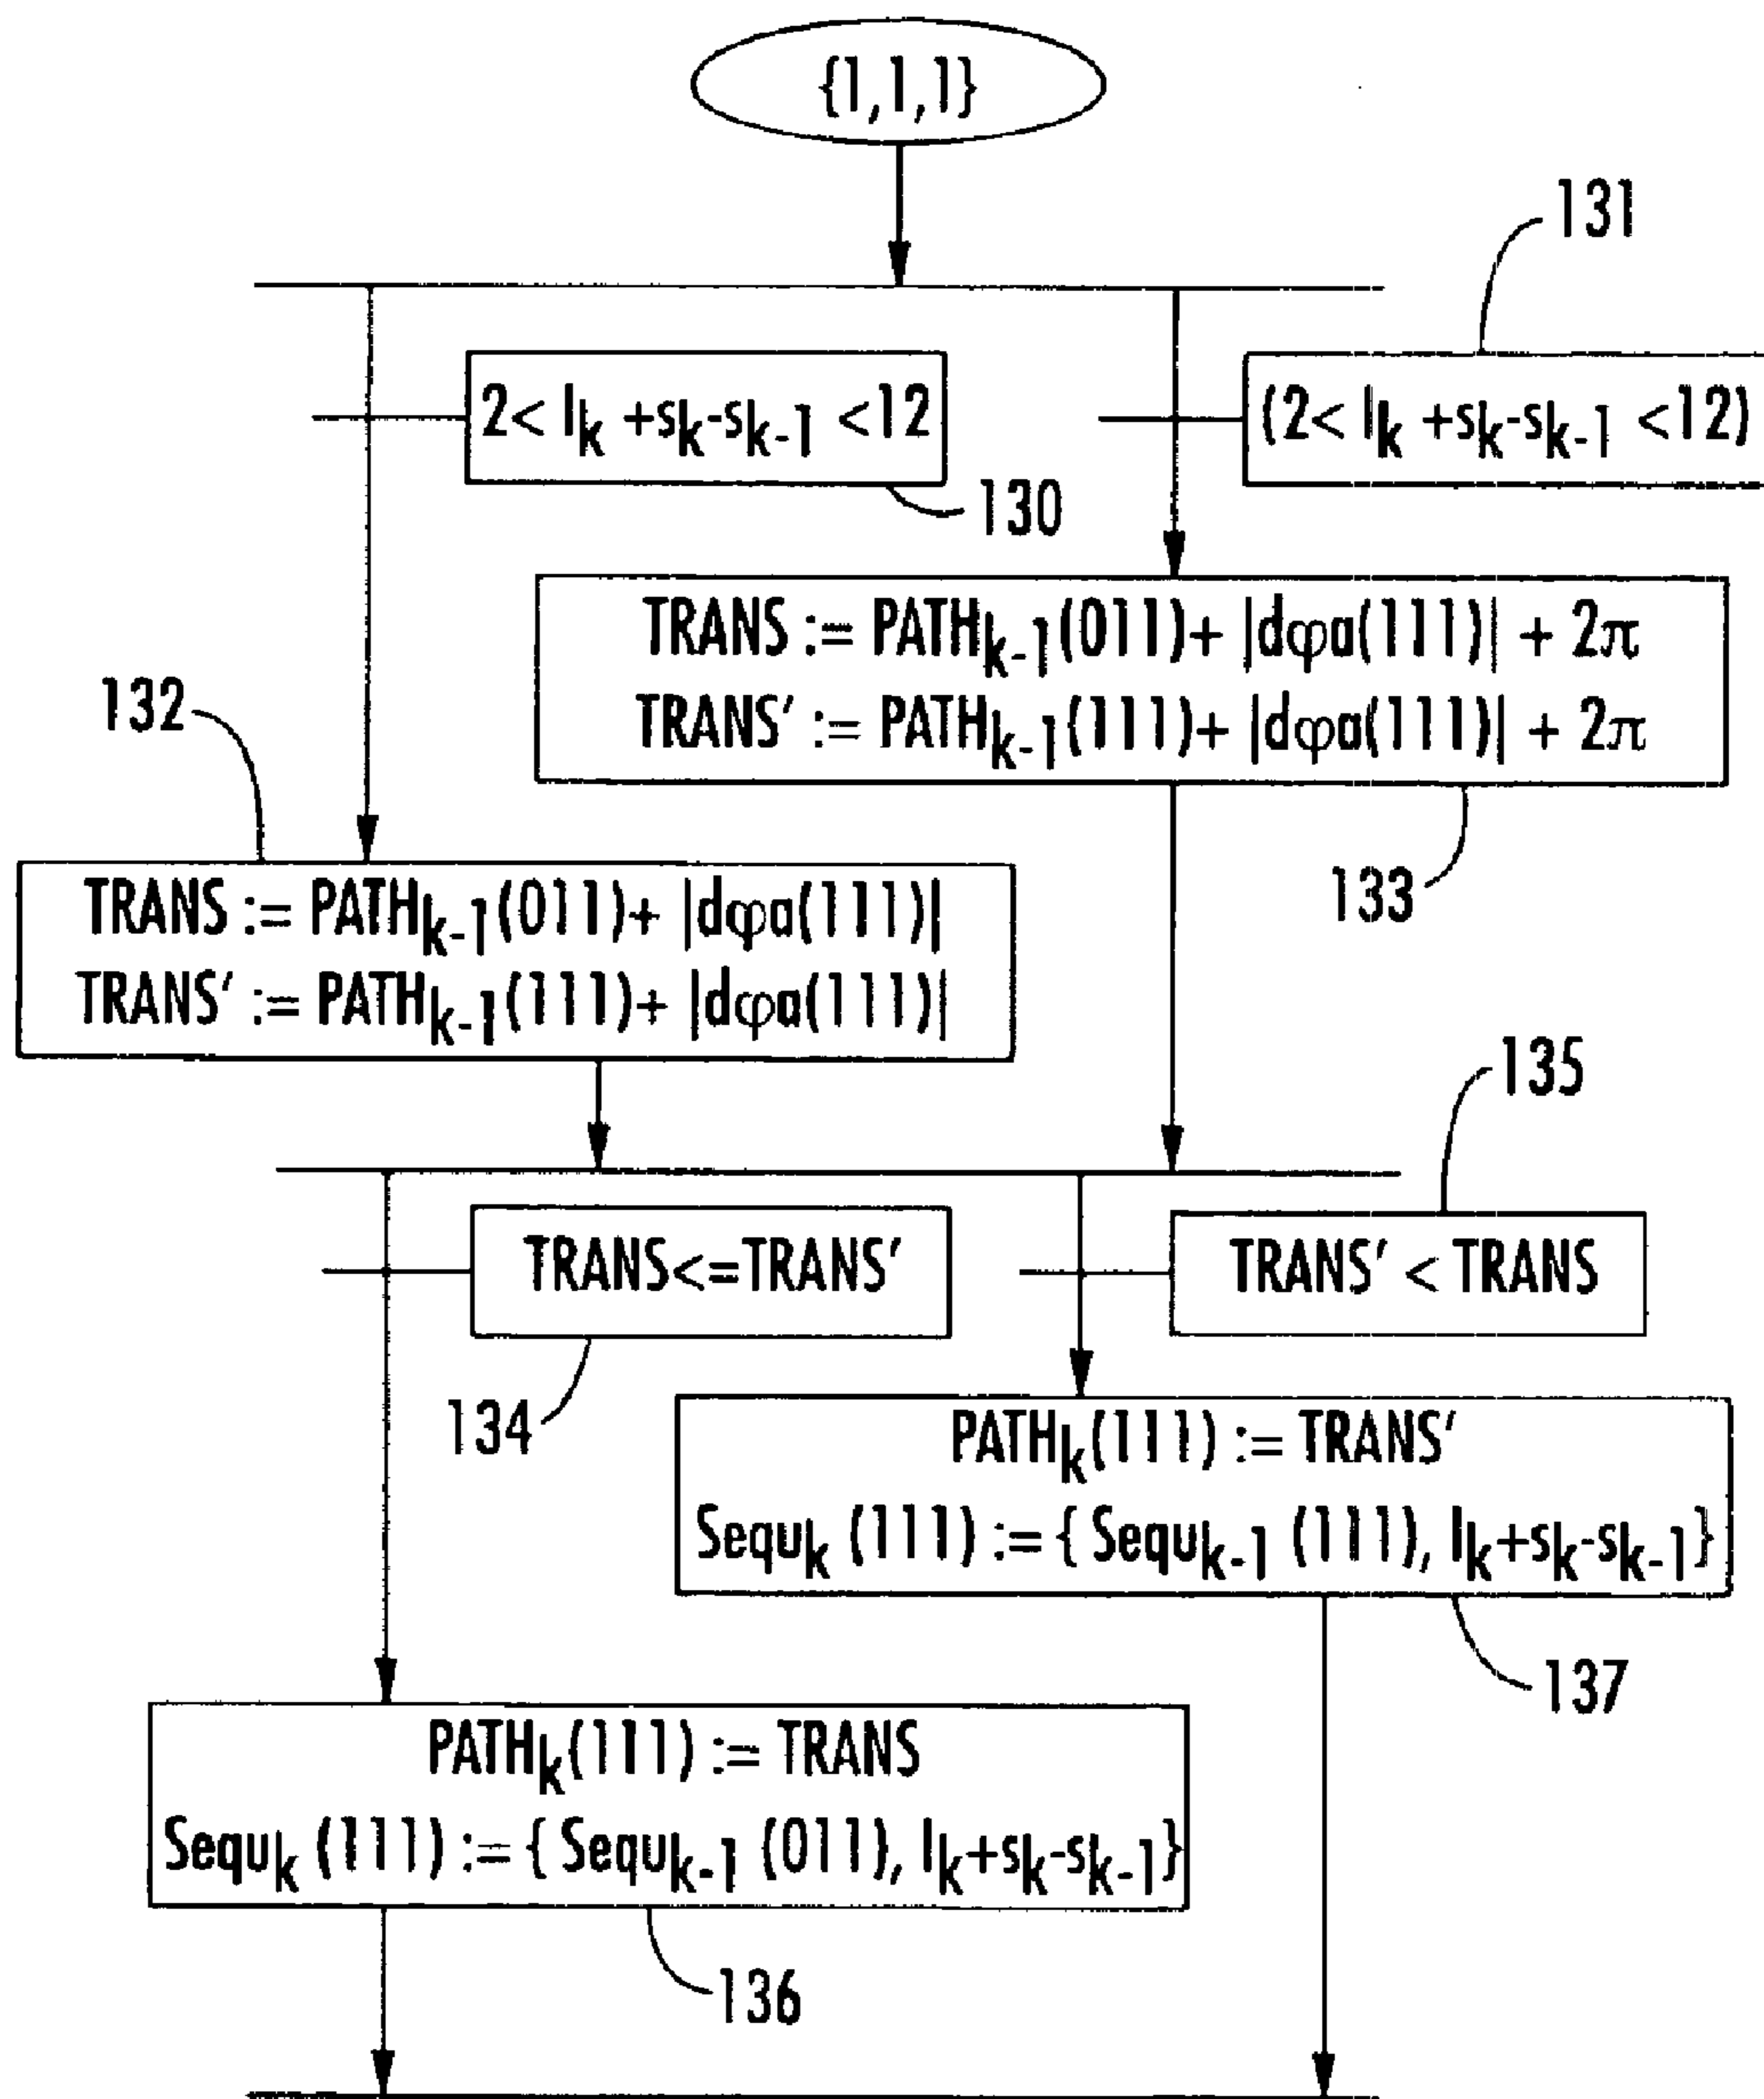 {1,1,1}
131
2< lk +sk-sk-1 <12
(2< lk +sk-sk-1 <12)
130
TRANS := PATHk-1(011)+ |dφa(111)| + 2π
TRANS' := PATHk-1(111)+ |dφa(111)| + 2π
132
133
TRANS := PATHk-1(011)+ |dφa(111)|
TRANS' := PATHk-1(111)+ |dφa(111)|
135
TRANS<=TRANS'
TRANS' < TRANS
134
PATHk(111) := TRANS'
Sequk (111) := { Sequk-1 (111), lk+sk-sk-1}
137
PATHk(111) := TRANS
Sequk (111) := { Sequk-1 (011), lk+sk-sk-1}
136